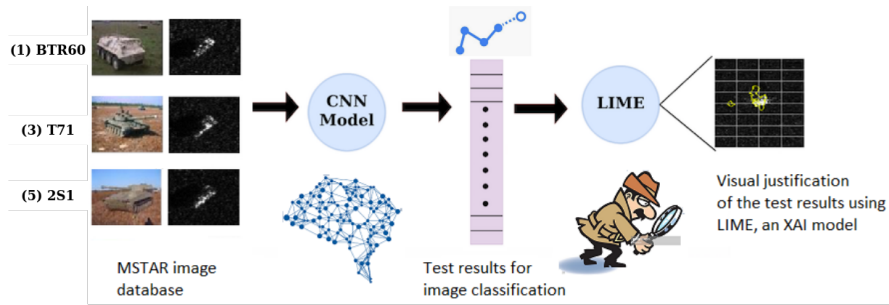 (1) BTR60
(3) T71
(5) 2S1
MSTAR image
database
CNN
Model
Test results for
image classification
LIME
Visual justification
of the test results using
LIME, an XAI model